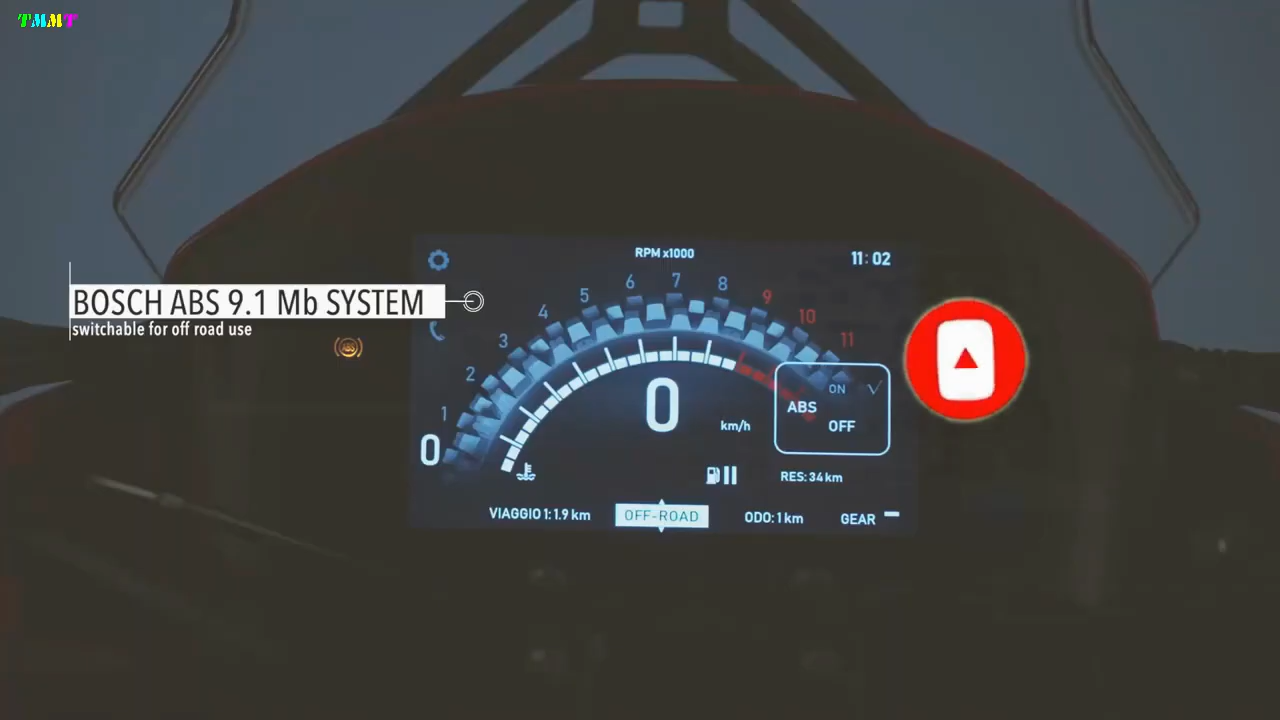 TMMT
RPM x1000
11:02
BOSCH ABS 9.1 Mb SYSTEM
switchable for off road use
ABS
0 1 2 3 4 5 6 7 8 9 10 11
0
km/h
ON
ABS
OFF
RES: 34 km
VIAGGIO 1: 1.9 km
OFF-ROAD
ODO: 1 km
GEAR